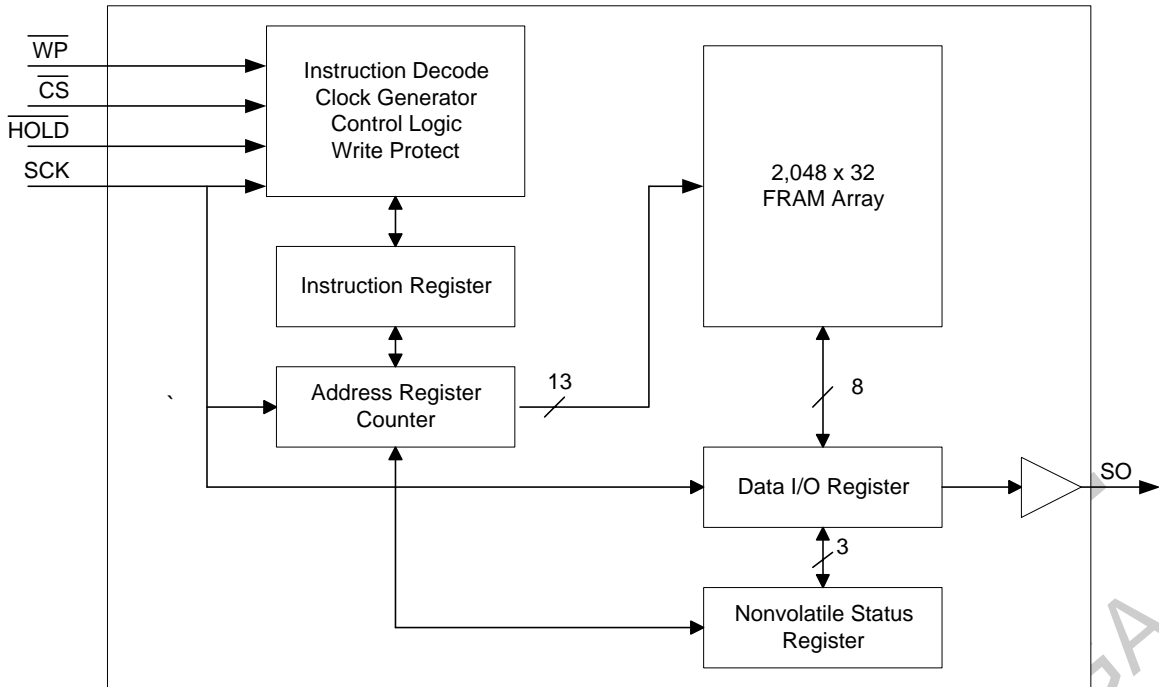 WP
CS
HOLD
SCK
Instruction Decode
Clock Generator
Control Logic
Write Protect
2,048 x 32
FRAM Array
Instruction Register
Address Register
Counter
13
8
`
Data I/O Register
SO
3
Nonvolatile Status
Register
GA